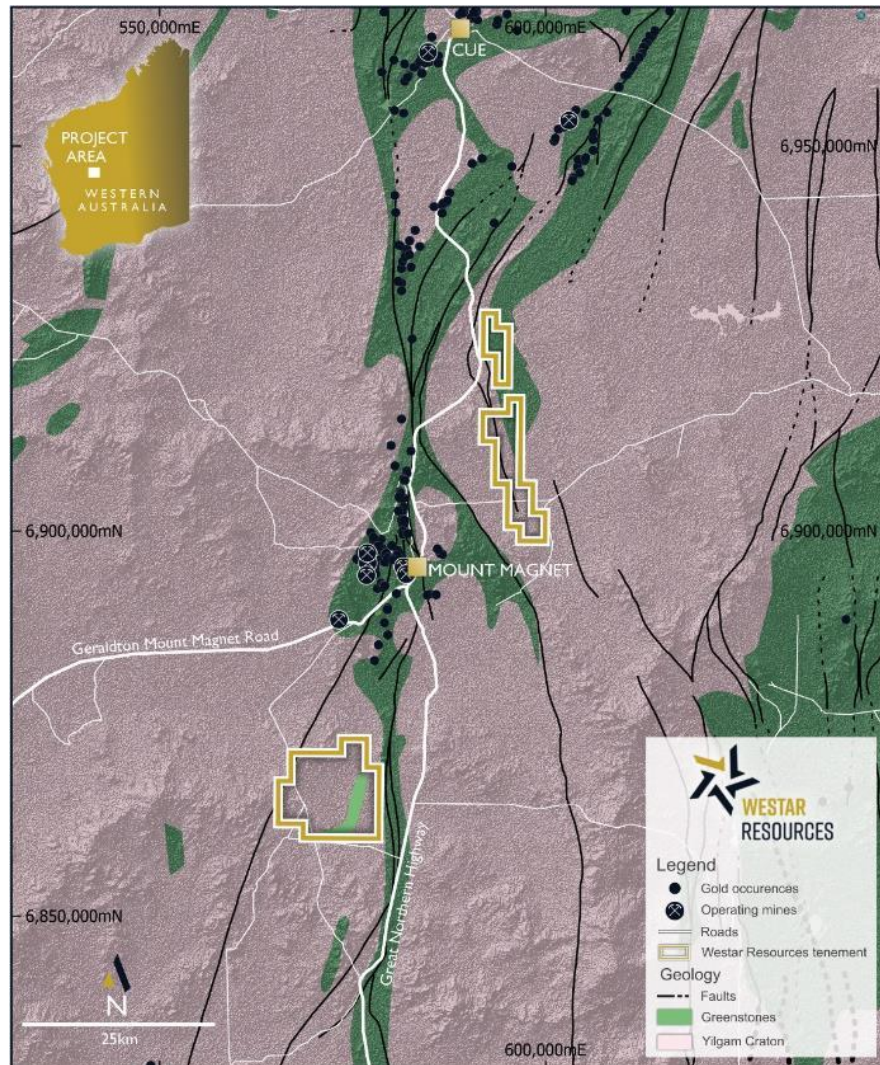 550,000mE
600,000mE
CUE
PROJECT
AREA
WESTERN
AUSTRALIA
6,950,000mN
6,900,000mN
6,900,000mN
MOUNT MAGNET
Geraldton Mount Magnet Road
Great Northern Highway
6,850,000mN
N
25km
600,000mE
WESTAR
RESOURCES
Legend
Gold occurences
Operating mines
Roads
Westar Resources tenement
Geology
Faults
Greenstones
Yilgam Craton